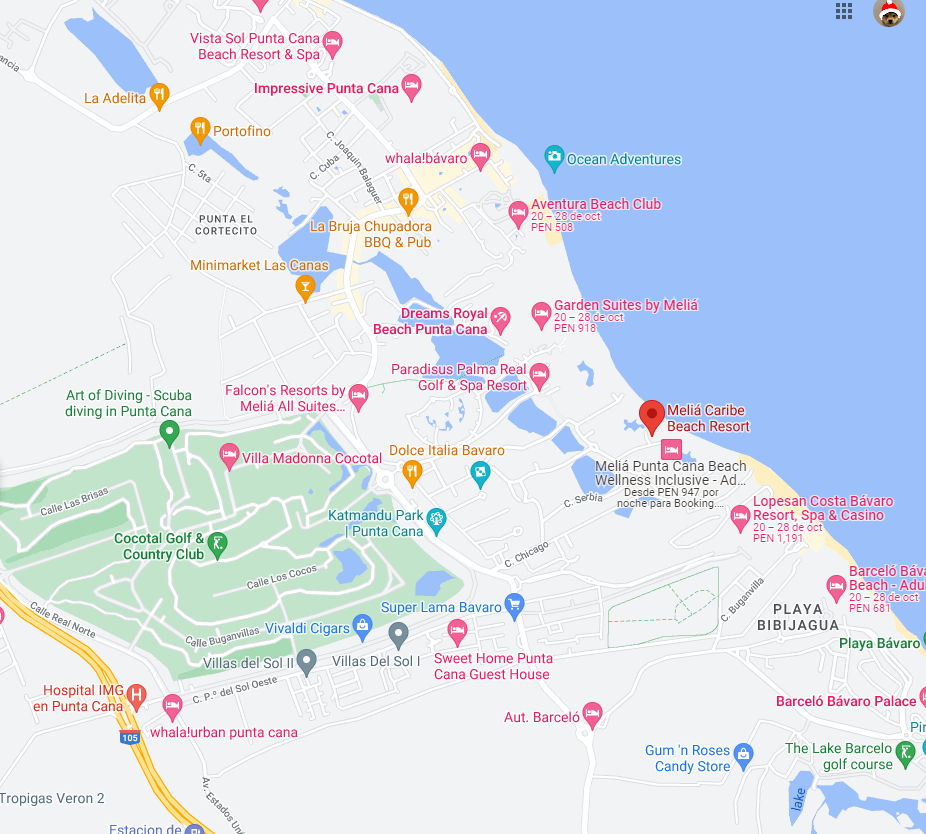 Vista Sol Punta Cana
Beach Resort & Spa
ancia
Impressive Punta Cana
La Adelita
Portofino
C. Joaquin Balaguer
C. Cuba
whala!bávaro
Ocean Adventures
C. 5ta
Aventura Beach Club
20 – 28 de oct
PEN 508
PUNTA EL
CORTECITO
La Bruja Chupadora
BBQ & Pub
Minimarket Las Canas
Garden Suites by Meliá
20 – 28 de oct
PEN 918
Dreams Royal
Beach Punta Cana
Paradisus Palma Real
Golf & Spa Resort
Art of Diving - Scuba
diving in Punta Cana
Falcon's Resorts by
Meliá All Suites...
Meliá Caribe
Beach Resort
Villa Madonna Cocotal
Dolce Italia Bavaro
Meliá Punta Cana Beach
Wellness Inclusive - Ad...
Desde PEN 947 por
noche para Booking....
Calle Las Brisas
C. Serbia
Lopesan Costa Bávaro
Resort, Spa & Casino
20 – 28 de oct
PEN 1,191
Katmandu Park
| Punta Cana
Cocotal Golf &
Country Club
C. Chicago
Calle Los Cocos
Barceló Báva
Beach - Adu
20 – 28 de oct
PEN 681
C. Buganvilla
Calle Real Norte
Super Lama Bavaro
PLAYA
BIBIJAGUA
Vivaldi Cigars
Calle Buganvillas
Playa Bávaro
Villas del Sol II
Villas Del Sol I
Sweet Home Punta
Cana Guest House
C. P.º del Sol Oeste
Hospital IMG
en Punta Cana
H
Barceló Bávaro Palace
Aut. Barceló
whala!urban punta cana
105
Pir
Gum 'n Roses
Candy Store
The Lake Barcelo
golf course
Tropigas Veron 2
Av. Estados Uni
lake
Estacion de